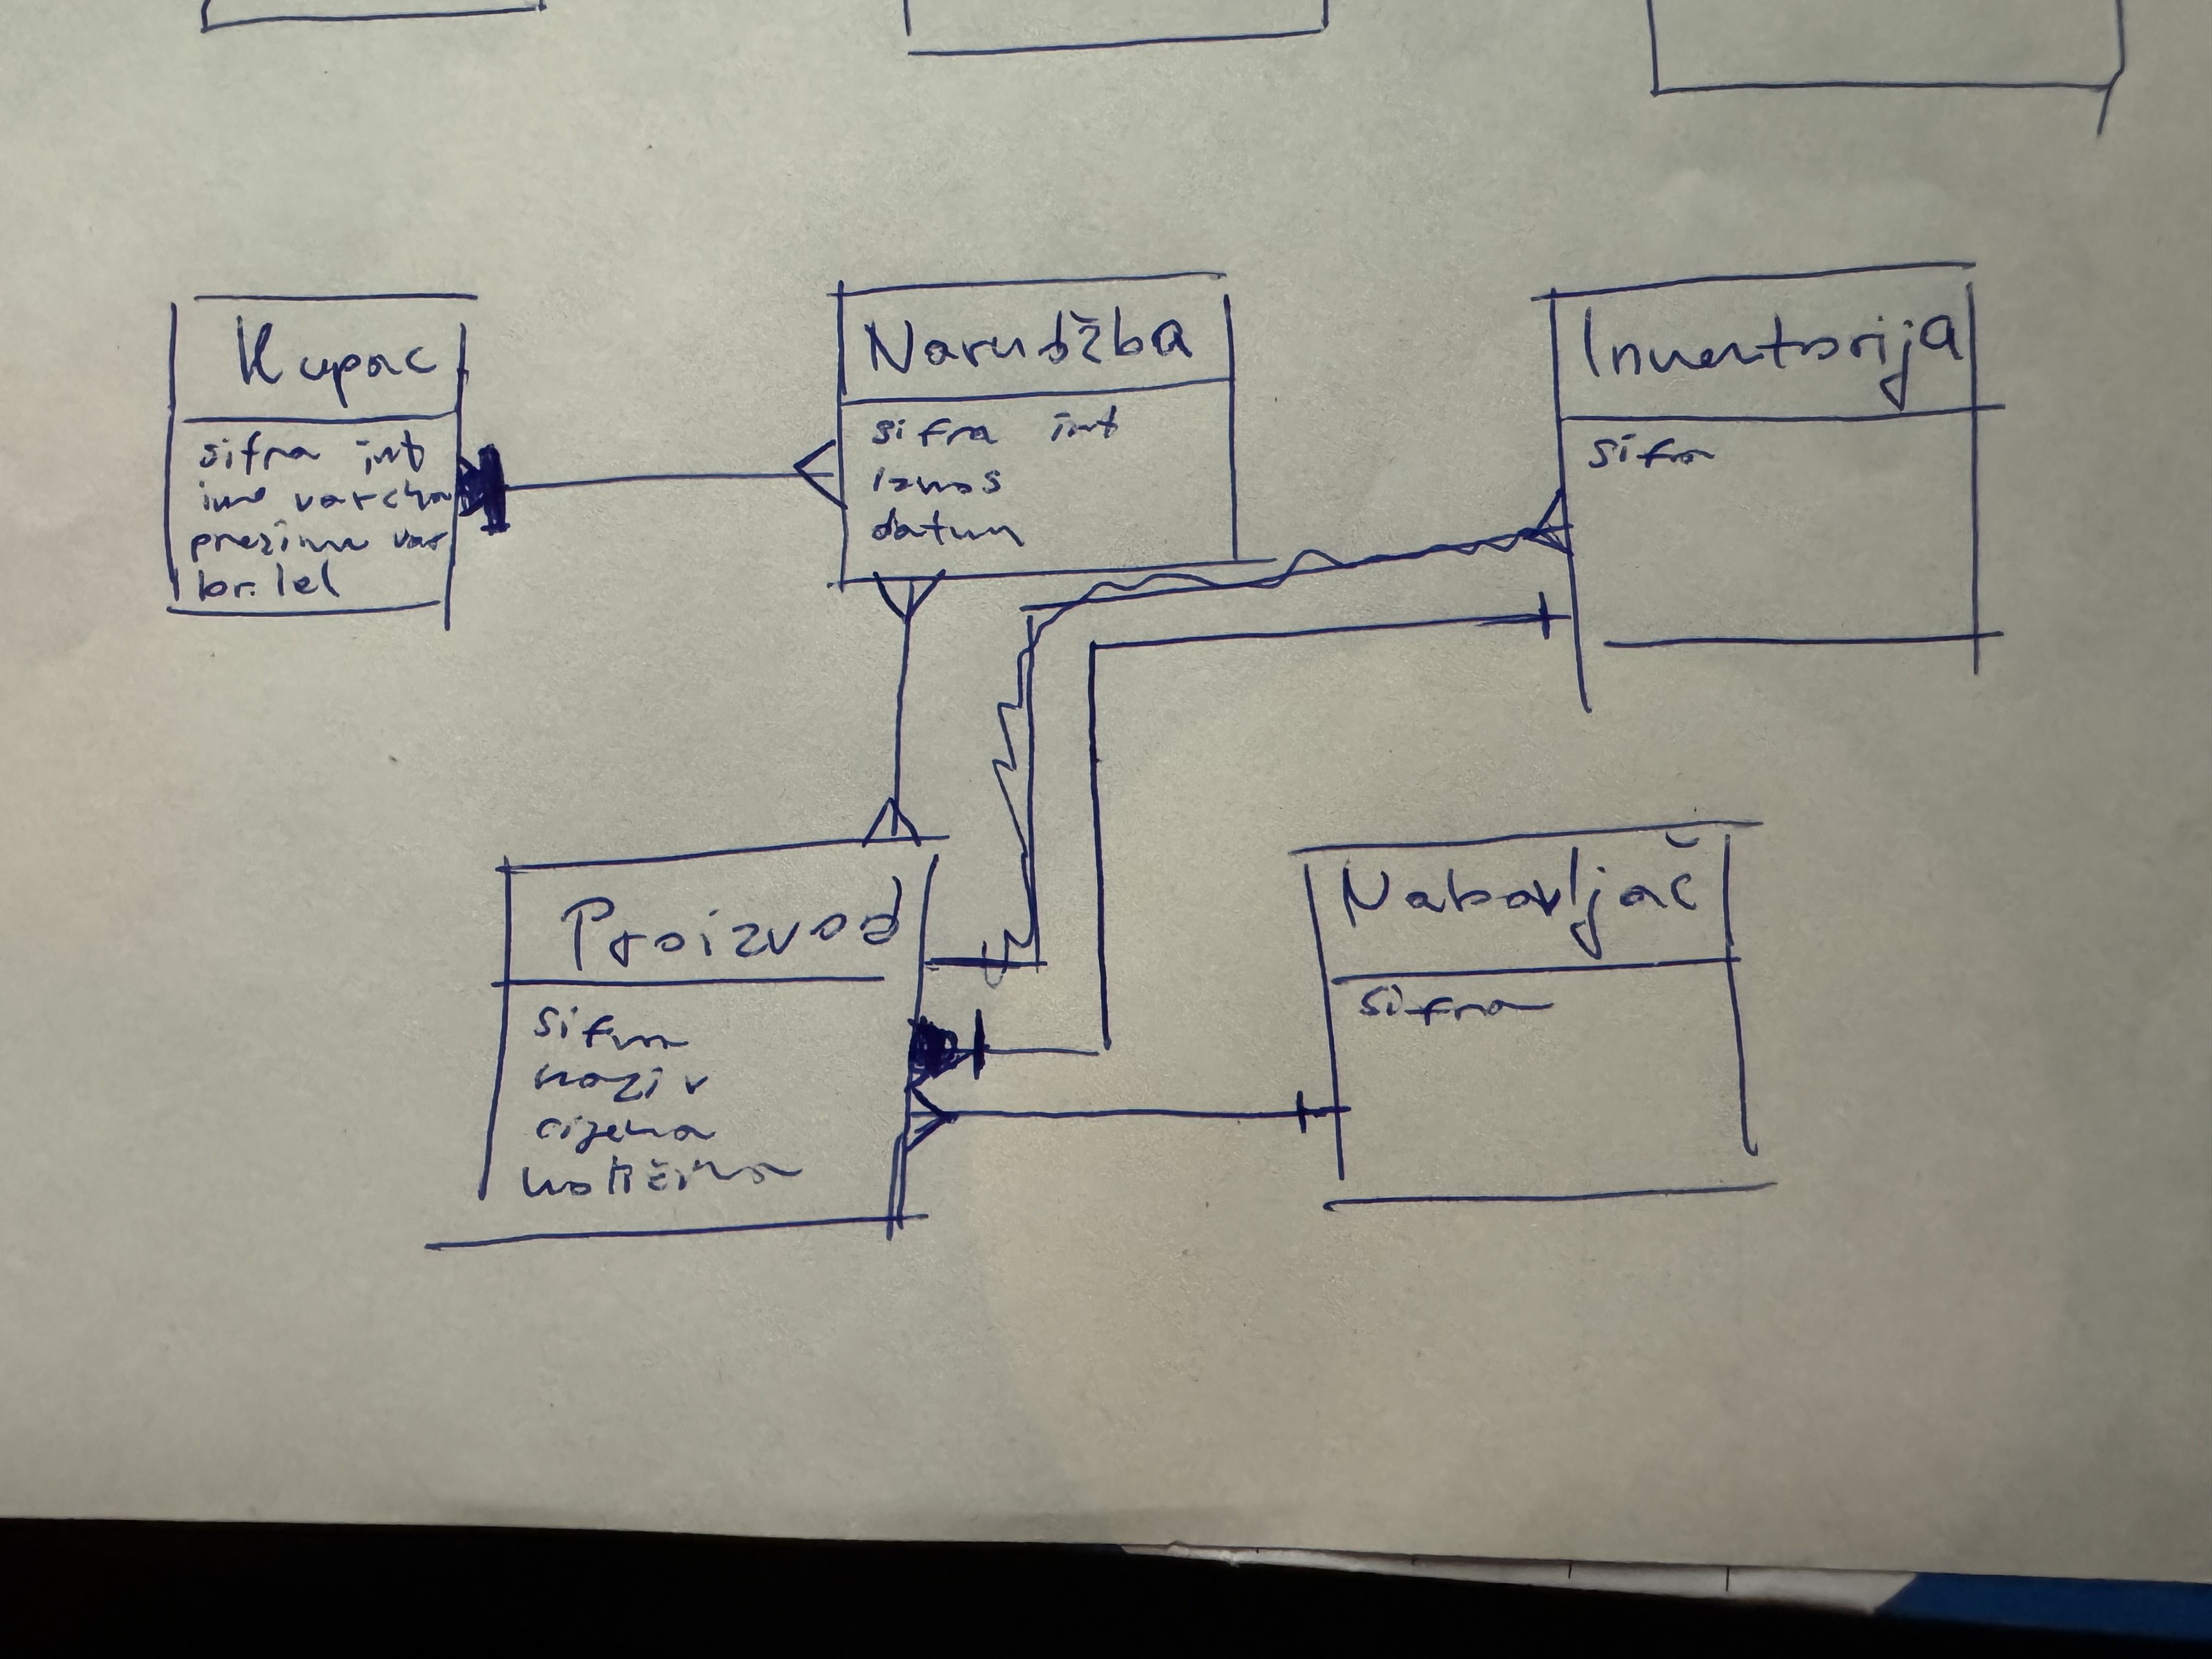 Kupac
sifra int
ime varchar
prezime var
br.tel
Narudžba
sifra int
iznos
datum
Inventorija
sifra
Proizvod
sifra
naziv
cijena
količina
Nabavljač
sifra